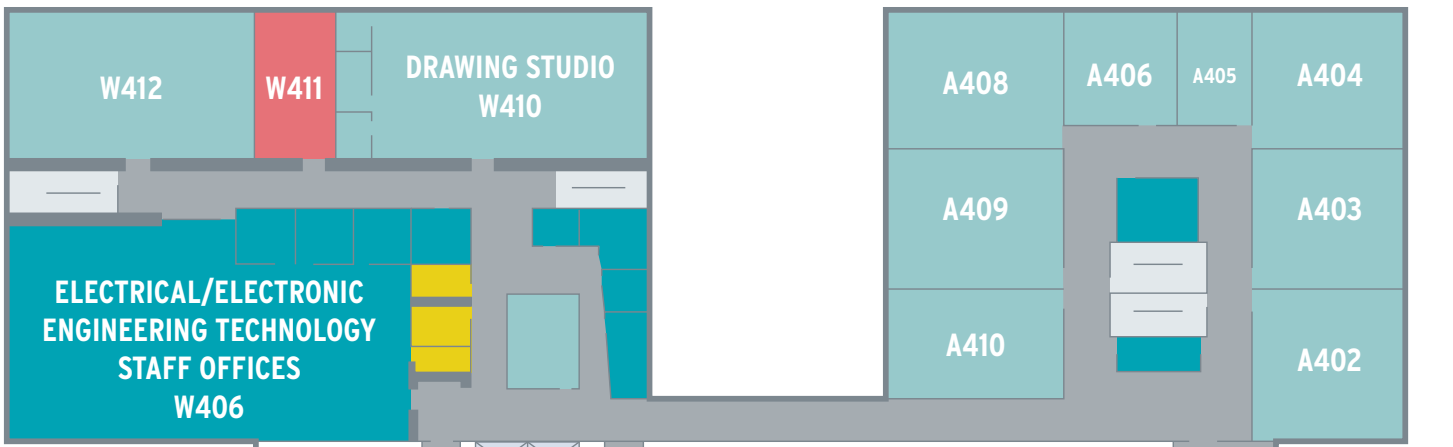 W412
W411
DRAWING STUDIO
W410
ELECTRICAL/ELECTRONIC
ENGINEERING TECHNOLOGY
STAFF OFFICES
W406
A408
A406
A405
A404
A409
A403
A410
A402